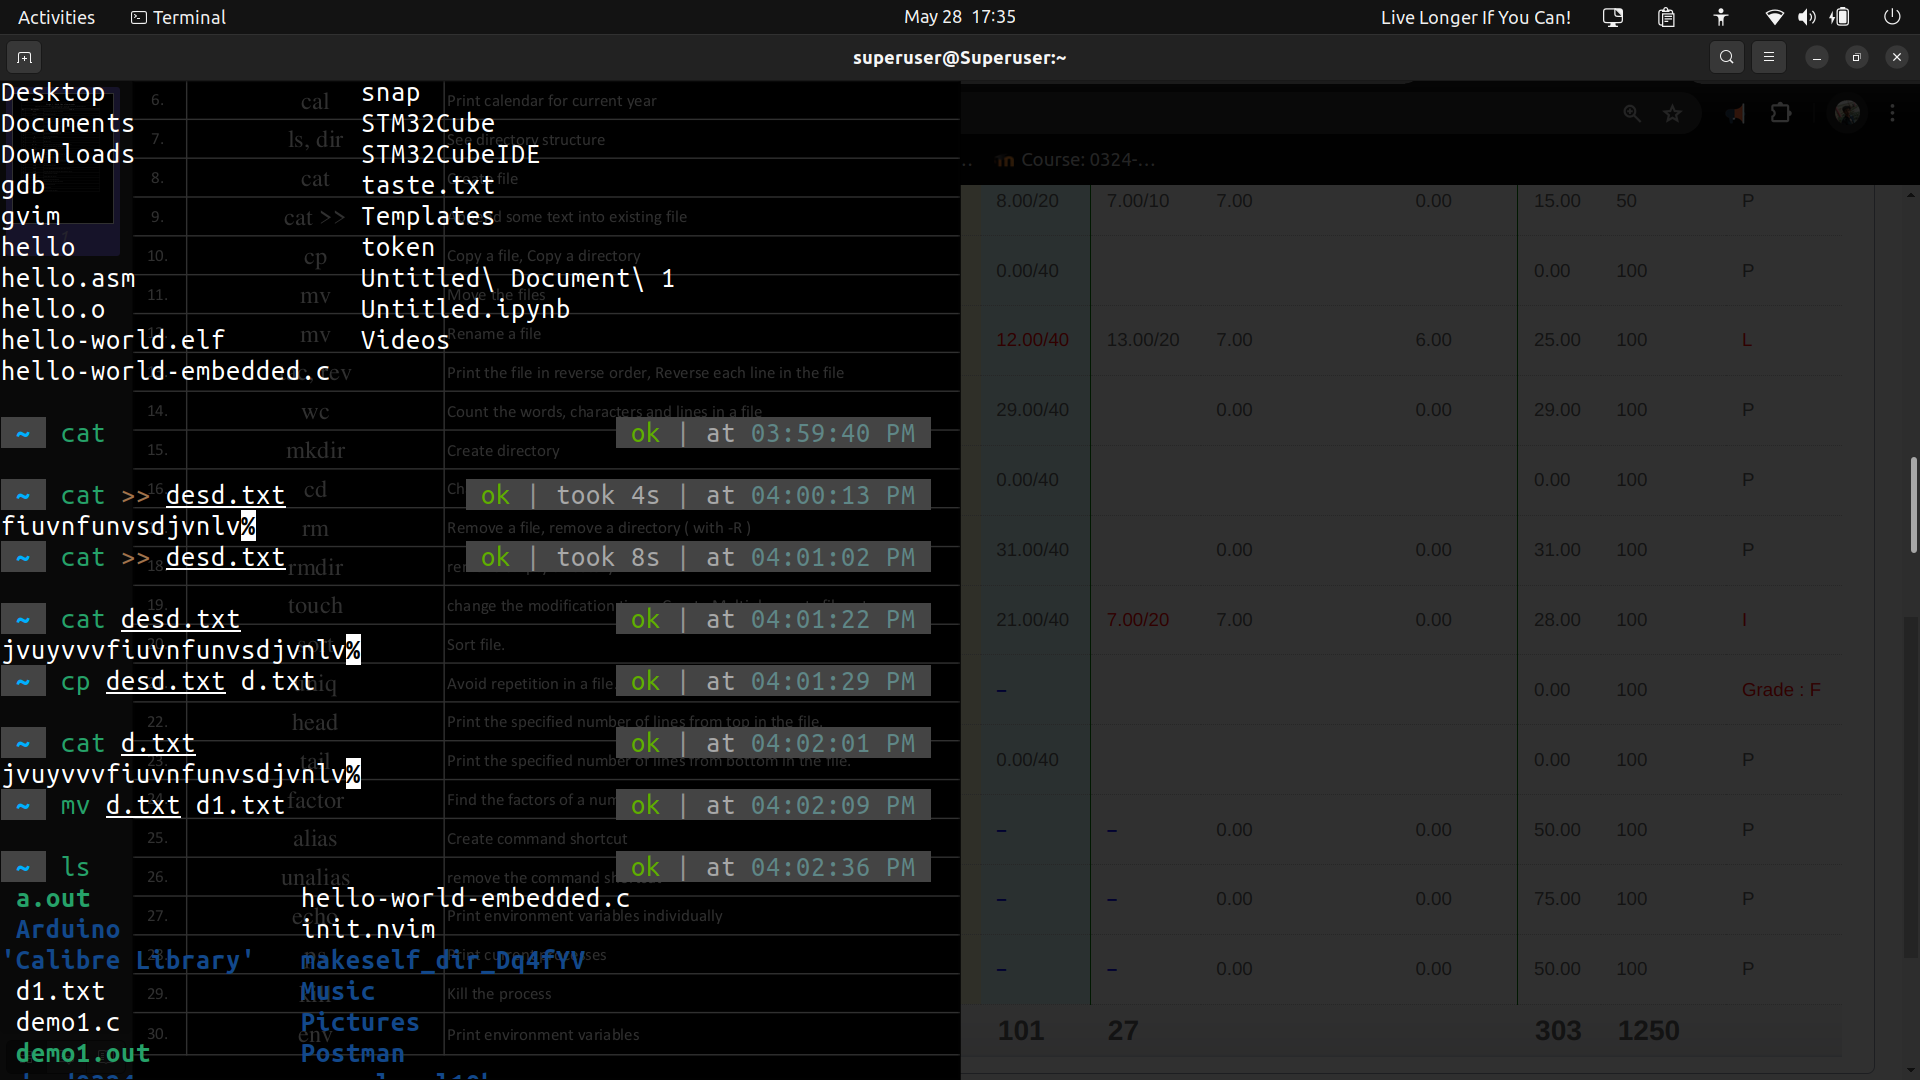 Activities Terminal May 28 17:35 Live Longer If You Can!
superuser@Superuser:~
Desktop snap
Documents STM32Cube
Downloads STM32CubeIDE
gdb taste.txt
gvim Templates
hello token
hello.asm Untitled\ Document\ 1
hello.o Untitled.ipynb
hello-world.elf Videos
hello-world-embedded.c
~ cat ok | at 03:59:40 PM
~ cat >> desd.txt ok | took 4s | at 04:00:13 PM
fiuvnfunvsdjvnlv%
~ cat >> desd.txt ok | took 8s | at 04:01:02 PM
~ cat desd.txt ok | at 04:01:22 PM
jvuyvvvfiuvnfunvsdjvnlv%
~ cp desd.txt d.txt ok | at 04:01:29 PM
~ cat d.txt ok | at 04:02:01 PM
jvuyvvvfiuvnfunvsdjvnlv%
~ mv d.txt d1.txt ok | at 04:02:09 PM
~ ls ok | at 04:02:36 PM
a.out hello-world-embedded.c
Arduino init.nvim
'Calibre Library' makeself_dir_Dq4fYV
d1.txt Music
demo1.c Pictures
demo1.out Postman
6. cal Print calendar for current year
7. ls, dir See directory structure
8. cat Create file
9. cat >> some text into existing file
10. cp Copy a file, Copy a directory
11. mv Move the files
mv Rename a file
rev Print the file in reverse order, Reverse each line in the file
14. wc Count the words, characters and lines in a file
15. mkdir Create directory
16. cd
rm Remove a file, remove a directory ( with -R )
18. rmdir
19. touch change the modification
20. sort Sort file.
Avoid repetition in a file.
22. head Print the specified number of lines from top in the file.
23. tail Print the specified number of lines from bottom in the file.
24. factor Find the factors of a
25. alias Create command shortcut
26. unalias remove the command
27. echo Print environment variables individually
28. ps Print current processes
29. kill Kill the process
30. env Print environment variables
Course: 0324-...
8.00/20 7.00/10 7.00 0.00 15.00 50 P
0.00/40 0.00 100 P
12.00/40 13.00/20 7.00 6.00 25.00 100 L
29.00/40 0.00 0.00 29.00 100 P
0.00/40 0.00 100 P
31.00/40 0.00 0.00 31.00 100 P
21.00/40 7.00/20 7.00 0.00 28.00 100 I
– 0.00 100 Grade : F
0.00/40 0.00 100 P
– – 0.00 0.00 50.00 100 P
– – 0.00 0.00 75.00 100 P
– – 0.00 0.00 50.00 100 P
101 27 303 1250